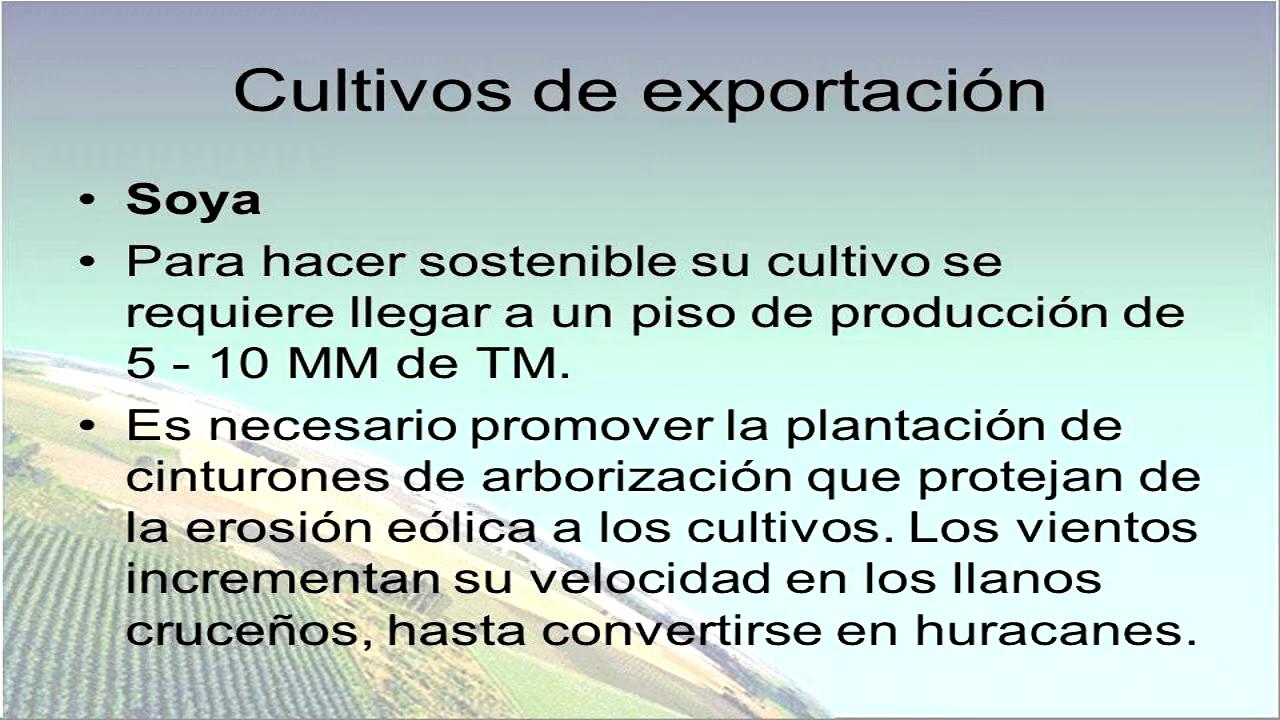 Cultivos de exportación
• Soya
• Para hacer sostenible su cultivo se
requiere llegar a un piso de producción de
5 - 10 MM de TM.
• Es necesario promover la plantación de
cinturones de arborización que protejan de
la erosión eólica a los cultivos. Los vientos
incrementan su velocidad en los llanos
cruceños, hasta convertirse en huracanes.